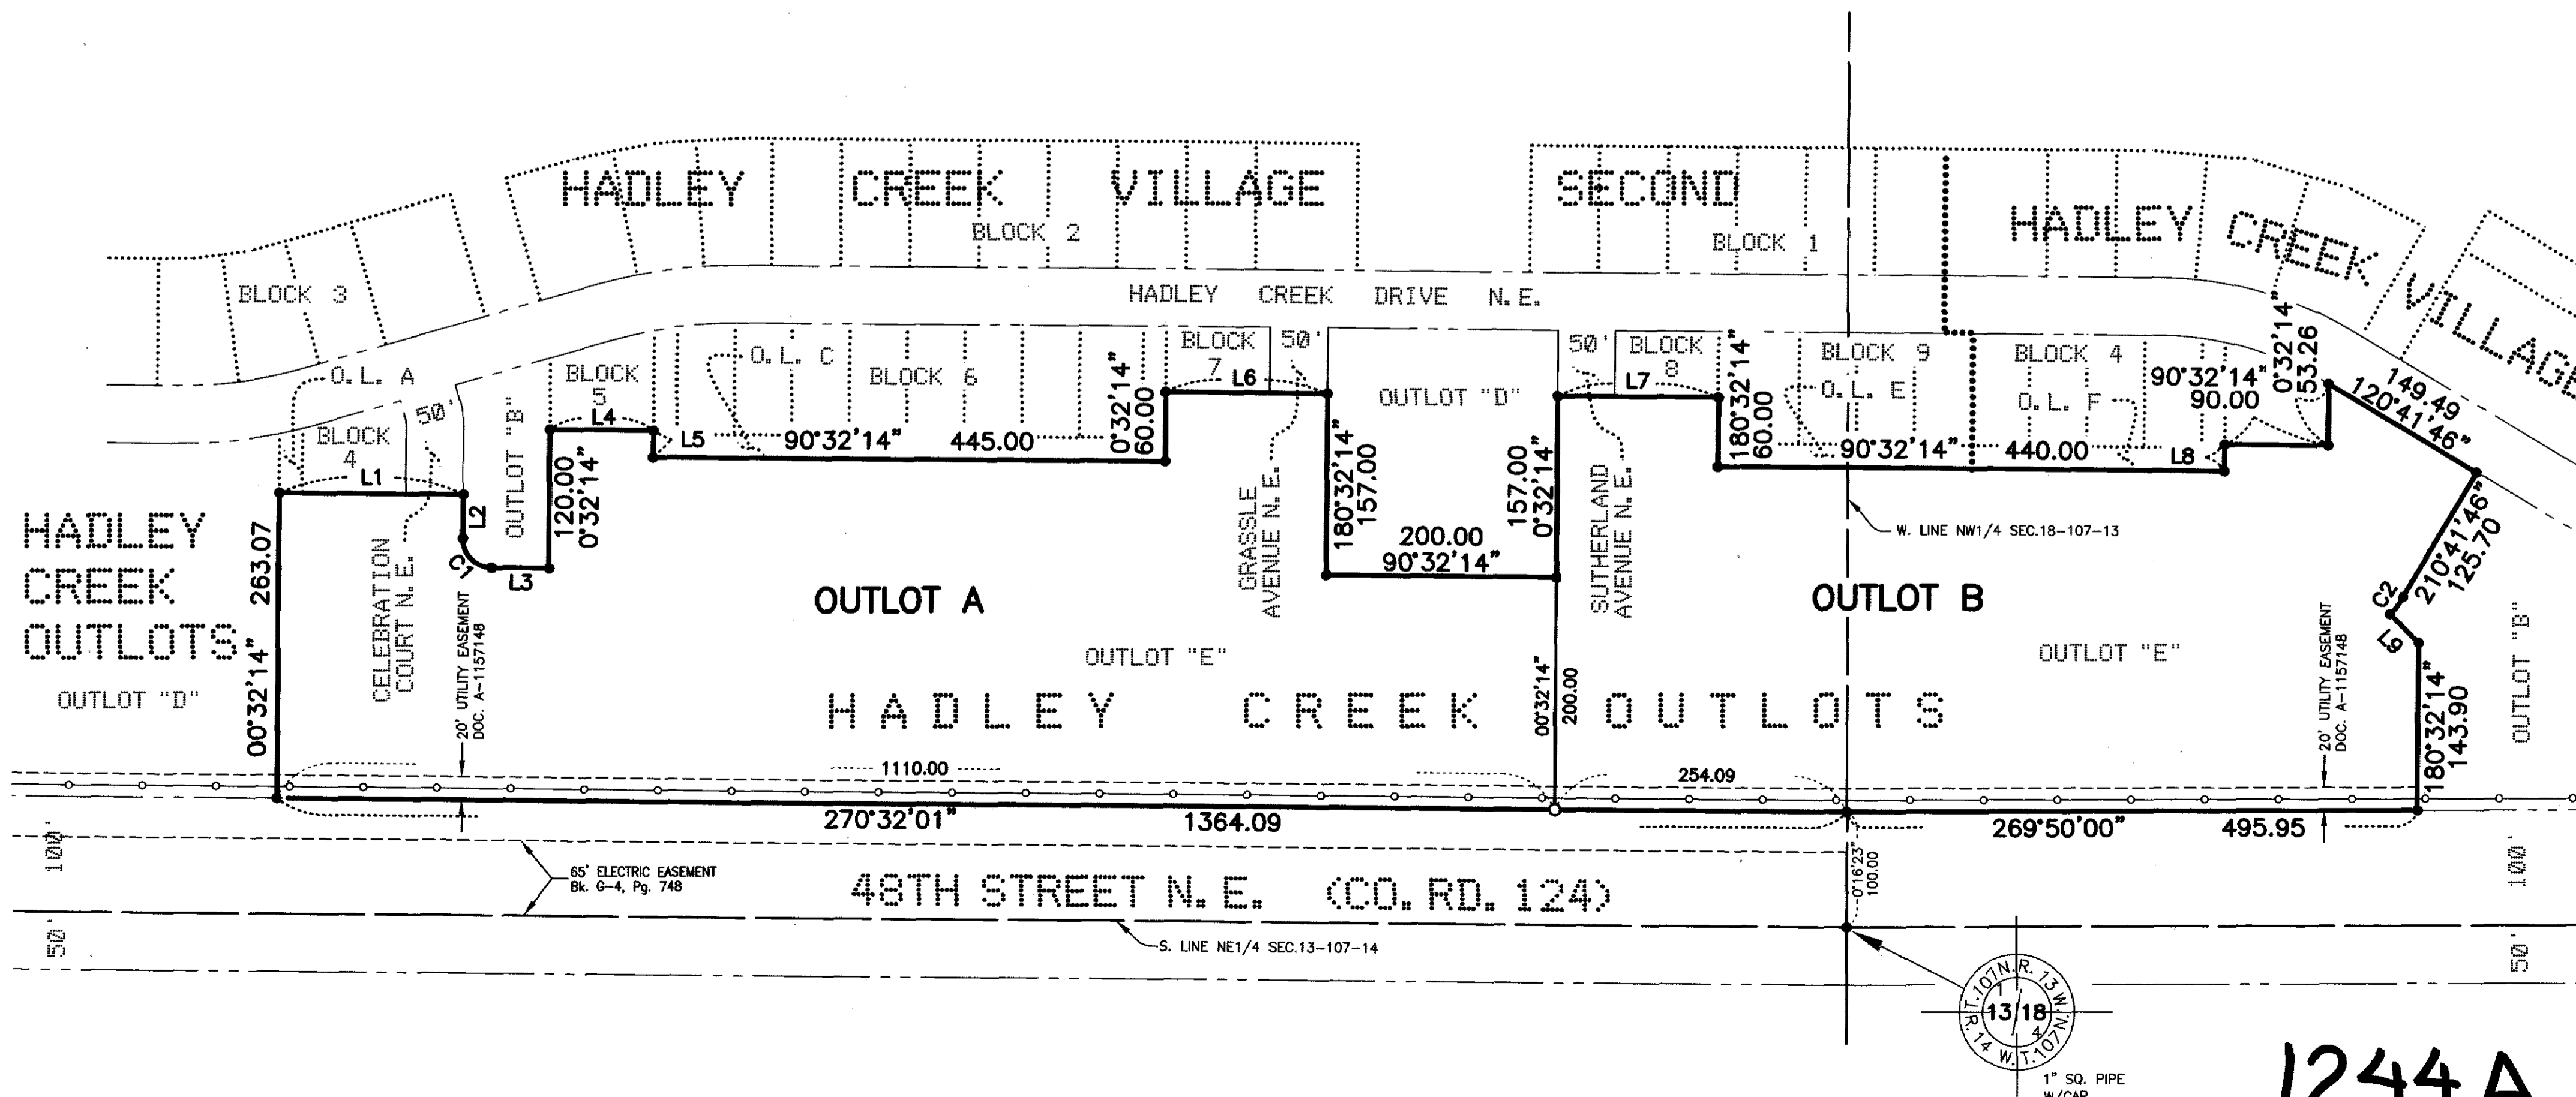 HADLEY CREEK VILLAGE SECOND
HADLEY CREEK VILLAGE
BLOCK 3
BLOCK 2
BLOCK 1
HADLEY CREEK DRIVE N.E.
O.L. A
BLOCK 4
50'
L1
L2
C1
L3
OUTLOT "B"
120.00
0°32'14"
BLOCK 5
L4
L5
O.L. C
BLOCK 6
90°32'14" 445.00
0°32'14"
60.00
BLOCK 7
L6
50'
OUTLOT "D"
180°32'14"
157.00
200.00
90°32'14"
157.00
0°32'14"
50'
BLOCK 8
L7
180°32'14"
60.00
BLOCK 9
O.L. E
BLOCK 4
O.L. F
90°32'14" 440.00
L8
90°32'14"
90.00
0°32'14"
53.26
149.49
120°41'46"
210°41'46"
125.70
C2
L9
180°32'14"
143.90
OUTLOT "B"
HADLEY
CREEK
OUTLOTS
OUTLOT "D"
263.07
00°32'14"
CELEBRATION
COURT N.E.
20' UTILITY EASEMENT
DOC. A-1157148
OUTLOT A
GRASSLE
AVENUE N.E.
SUTHERLAND
AVENUE N.E.
W. LINE NW1/4 SEC.18-107-13
OUTLOT B
OUTLOT "E"
OUTLOT "E"
20' UTILITY EASEMENT
DOC. A-1157148
HADLEY CREEK OUTLOTS
00°32'14"
200.00
1110.00
254.09
270°32'01" 1364.09
269°50'00" 495.95
100'
65' ELECTRIC EASEMENT
Bk. G-4, Pg. 748
48TH STREET N.E. (CO. RD. 124)
0°16'23"
100.00
100'
50'
S. LINE NE1/4 SEC.13-107-14
50'
T.107N.R. 13 W.
13/18
1
4
R. 14 W.T.107N.
1" SQ. PIPE
W/CAP
1244A